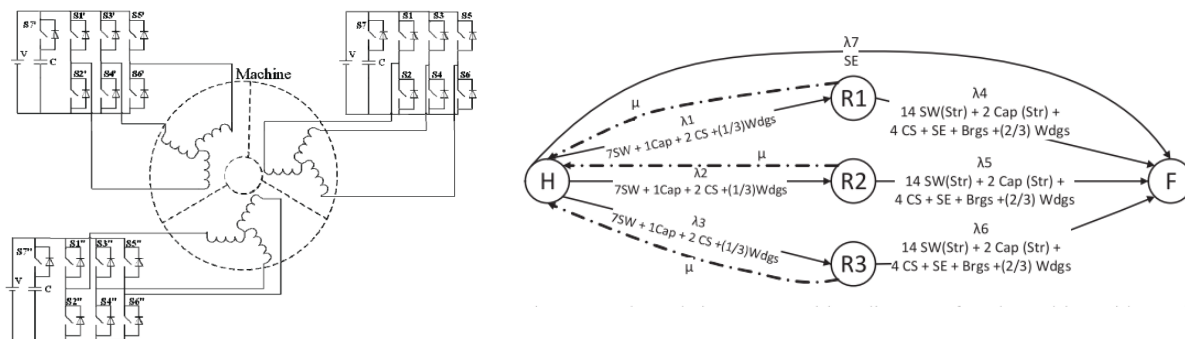 S7'
S1'
S3'
S5'
V
C
S2'
S4'
S6'
Machine
S7
S1
S3
S5
V
C
S2
S4
S6
S7"
S1"
S3"
S5"
V
C
S2"
S4"
S6"
λ7
SE
R1
μ
λ1
7SW + 1Cap + 2 CS +(1/3)Wdgs
λ4
14 SW(Str) + 2 Cap (Str) +
4 CS + SE + Brgs +(2/3) Wdgs
H
μ
λ2
7SW + 1Cap + 2 CS +(1/3)Wdgs
R2
λ5
14 SW(Str) + 2 Cap (Str) +
4 CS + SE + Brgs +(2/3) Wdgs
F
λ3
7SW + 1Cap + 2 CS +(1/3)Wdgs
μ
R3
λ6
14 SW(Str) + 2 Cap (Str) +
4 CS + SE + Brgs +(2/3) Wdgs